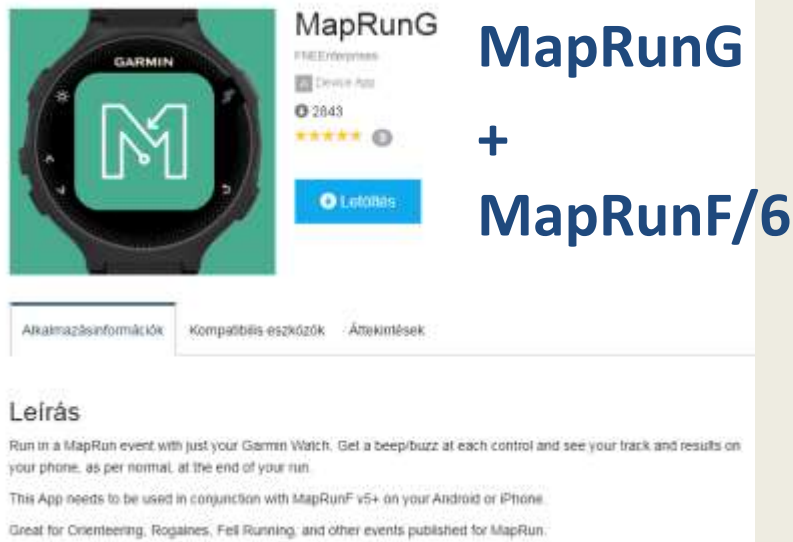 GARMIN
MapRunG
FNEEnterprises
Device App
2843
3
Letöltés
MapRunG
+
MapRunF/6
Alkalmazásinformációk Kompatibilis eszközök Áttekintések
Leírás
Run in a MapRun event with just your Garmin Watch. Get a beep/buzz at each control and see your track and results on
your phone, as per normal, at the end of your run.
This App needs to be used in conjunction with MapRunF v5+ on your Android or iPhone.
Great for Orienteering, Rogaines, Fell Running, and other events published for MapRun.